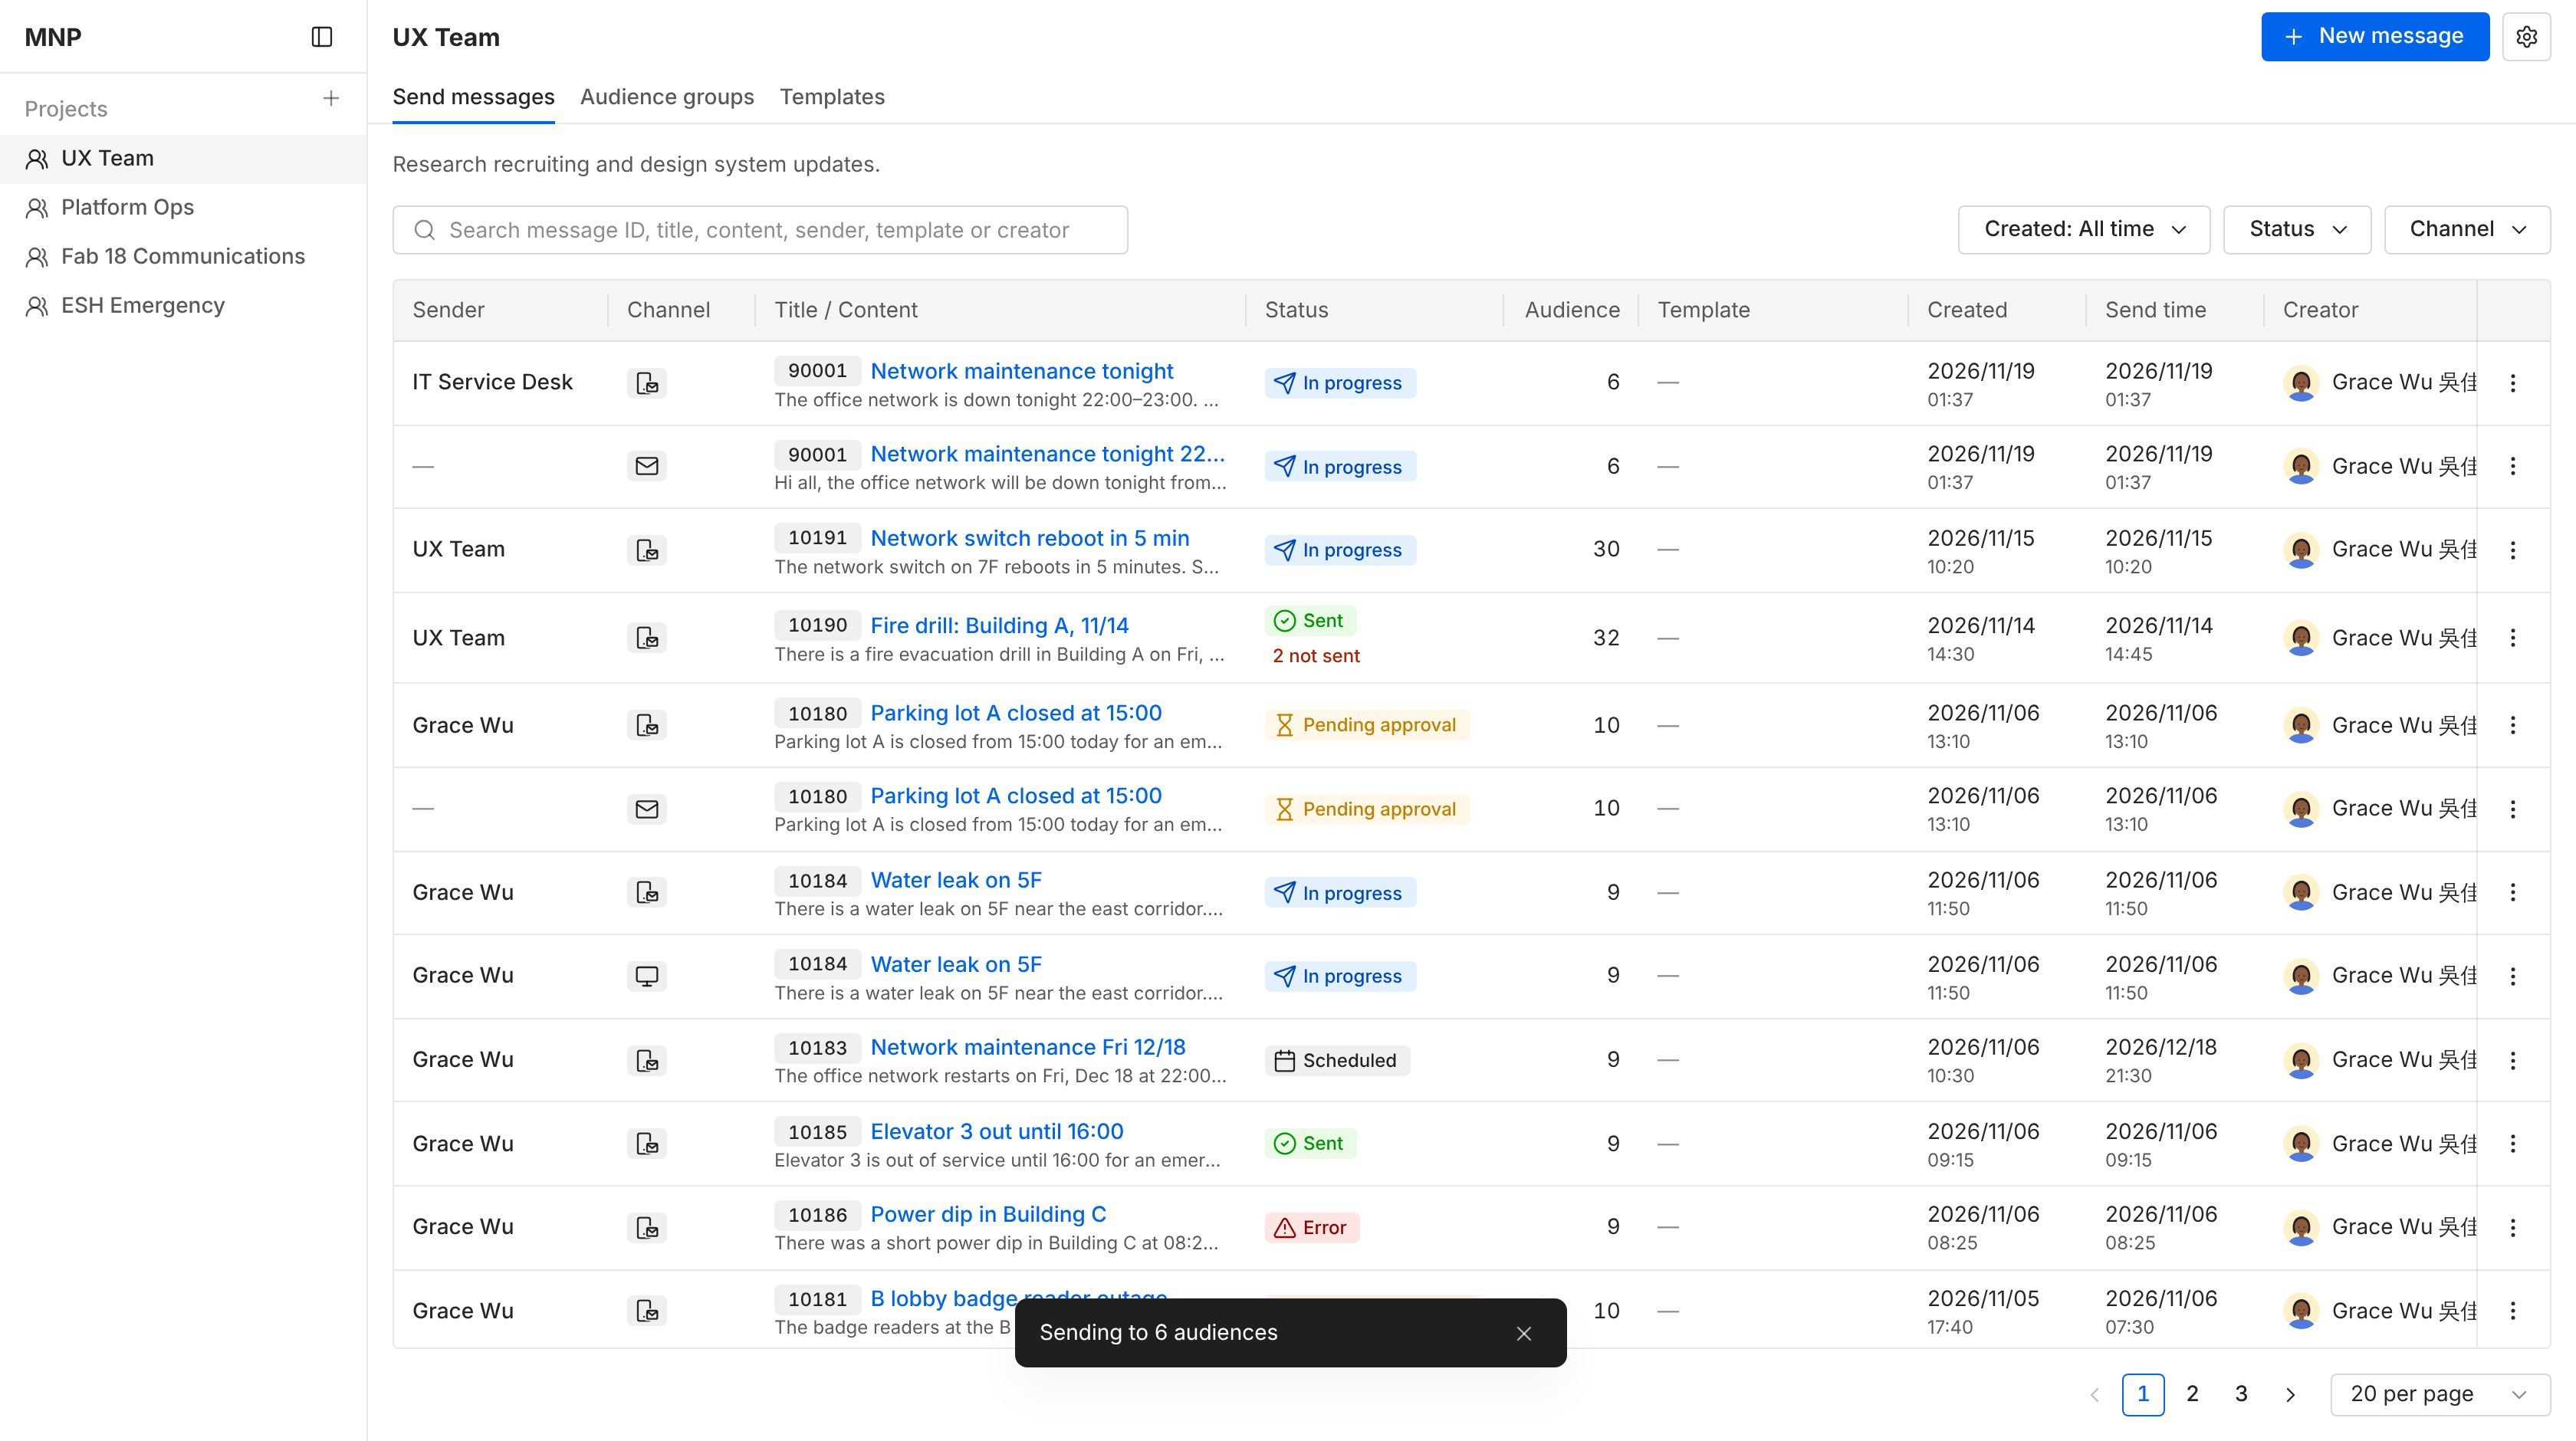 MNP
Projects
UX Team
Platform Ops
Fab 18 Communications
ESH Emergency
UX Team
New message
Send messages Audience groups Templates
Research recruiting and design system updates.
Search message ID, title, content, sender, template or creator
Created: All time Status Channel
Sender Channel Title / Content Status Audience Template Created Send time Creator
IT Service Desk 90001 Network maintenance tonight In progress 6 — 2026/11/19 2026/11/19 Grace Wu 吳佳
The office network is down tonight 22:00–23:00. ... 01:37 01:37
— 90001 Network maintenance tonight 22... In progress 6 — 2026/11/19 2026/11/19 Grace Wu 吳佳
Hi all, the office network will be down tonight from... 01:37 01:37
UX Team 10191 Network switch reboot in 5 min In progress 30 — 2026/11/15 2026/11/15 Grace Wu 吳佳
The network switch on 7F reboots in 5 minutes. S... 10:20 10:20
UX Team 10190 Fire drill: Building A, 11/14 Sent 32 — 2026/11/14 2026/11/14 Grace Wu 吳佳
There is a fire evacuation drill in Building A on Fri, ... 2 not sent 14:30 14:45
Grace Wu 10180 Parking lot A closed at 15:00 Pending approval 10 — 2026/11/06 2026/11/06 Grace Wu 吳佳
Parking lot A is closed from 15:00 today for an em... 13:10 13:10
— 10180 Parking lot A closed at 15:00 Pending approval 10 — 2026/11/06 2026/11/06 Grace Wu 吳佳
Parking lot A is closed from 15:00 today for an em... 13:10 13:10
Grace Wu 10184 Water leak on 5F In progress 9 — 2026/11/06 2026/11/06 Grace Wu 吳佳
There is a water leak on 5F near the east corridor.... 11:50 11:50
Grace Wu 10184 Water leak on 5F In progress 9 — 2026/11/06 2026/11/06 Grace Wu 吳佳
There is a water leak on 5F near the east corridor.... 11:50 11:50
Grace Wu 10183 Network maintenance Fri 12/18 Scheduled 9 — 2026/11/06 2026/12/18 Grace Wu 吳佳
The office network restarts on Fri, Dec 18 at 22:00... 10:30 21:30
Grace Wu 10185 Elevator 3 out until 16:00 Sent 9 — 2026/11/06 2026/11/06 Grace Wu 吳佳
Elevator 3 is out of service until 16:00 for an emer... 09:15 09:15
Grace Wu 10186 Power dip in Building C Error 9 — 2026/11/06 2026/11/06 Grace Wu 吳佳
There was a short power dip in Building C at 08:2... 08:25 08:25
Grace Wu 10181 B lobby badge reader outage 10 — 2026/11/05 2026/11/06 Grace Wu 吳佳
The badge readers at the B 17:40 07:30
Sending to 6 audiences
1 2 3 20 per page